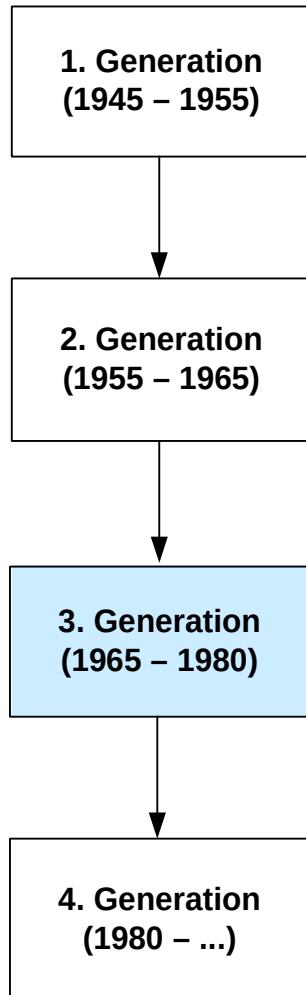 1. Generation
(1945 – 1955)
2. Generation
(1955 – 1965)
3. Generation
(1965 – 1980)
4. Generation
(1980 – ...)